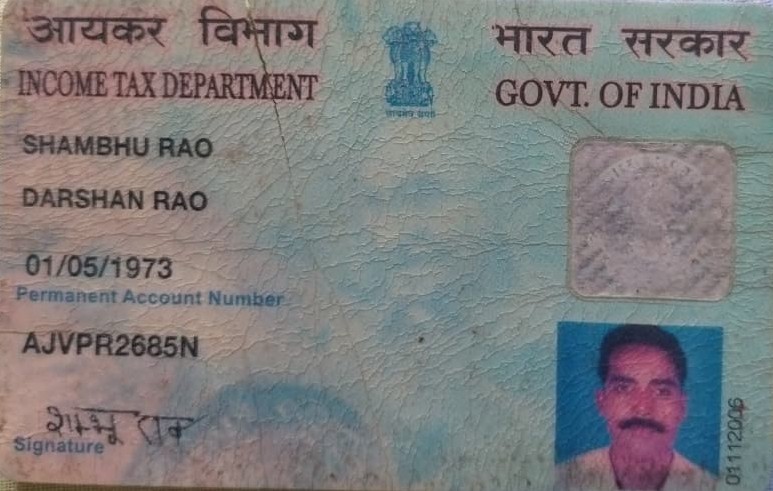 आयकर विभाग
INCOME TAX DEPARTMENT
भारत सरकार
GOVT. OF INDIA
सत्यमेव जयते
SHAMBHU RAO
DARSHAN RAO
01/05/1973
Permanent Account Number
AJVPR2685N
शम्भू राव
Signature
01112006